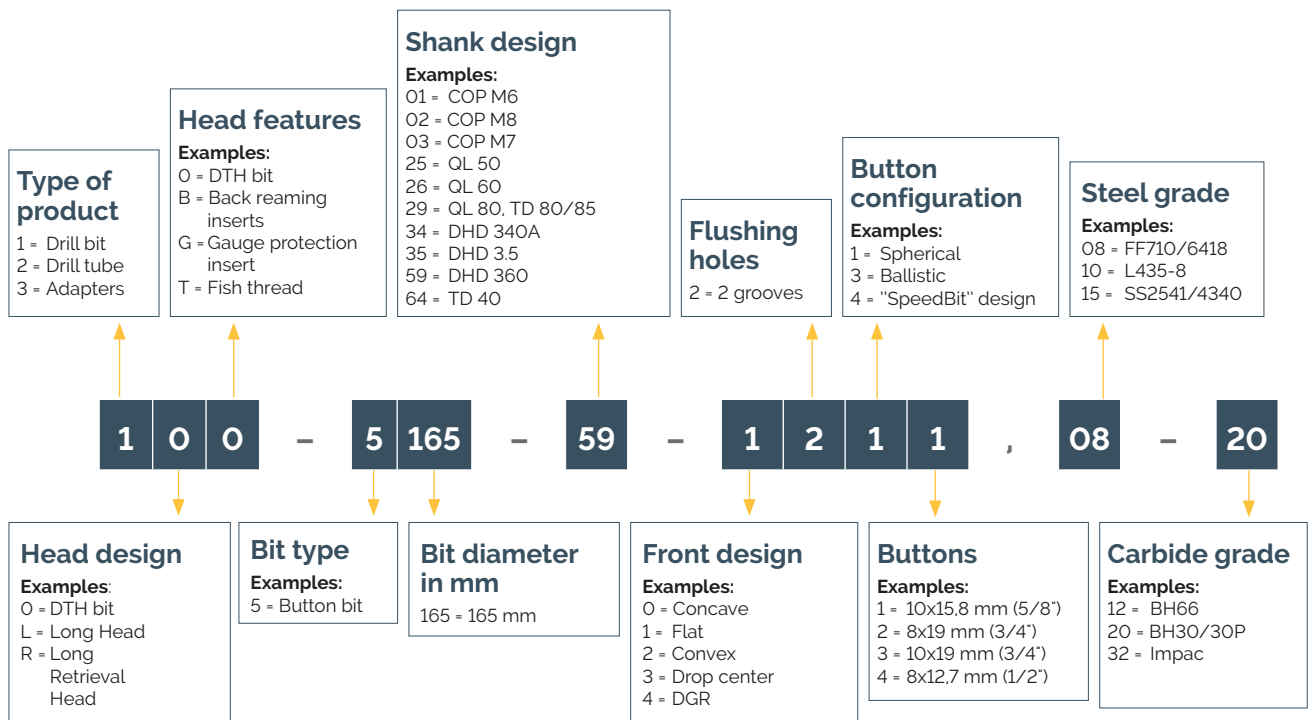 Shank design
Examples:
01 = COP M6
02 = COP M8
03 = COP M7
25 = QL 50
26 = QL 60
29 = QL 80, TD 80/85
34 = DHD 340A
35 = DHD 3.5
59 = DHD 360
64 = TD 40
Head features
Examples:
0 = DTH bit
B = Back reaming
inserts
G = Gauge protection
insert
T = Fish thread
Type of
product
1 = Drill bit
2 = Drill tube
3 = Adapters
Flushing
holes
2 = 2 grooves
Button
configuration
Examples:
1 = Spherical
3 = Ballistic
4 = "SpeedBit" design
Steel grade
Examples:
08 = FF710/6418
10 = L435-8
15 = SS2541/4340
1 0 0 – 5 165 – 59 – 1 2 1 1 , 08 – 20
Head design
Examples:
0 = DTH bit
L = Long Head
R = Long
Retrieval
Head
Bit type
Examples:
5 = Button bit
Bit diameter
in mm
165 = 165 mm
Front design
Examples:
0 = Concave
1 = Flat
2 = Convex
3 = Drop center
4 = DGR
Buttons
Examples:
1 = 10x15,8 mm (5/8")
2 = 8x19 mm (3/4")
3 = 10x19 mm (3/4")
4 = 8x12,7 mm (1/2")
Carbide grade
Examples:
12 = BH66
20 = BH30/30P
32 = Impac